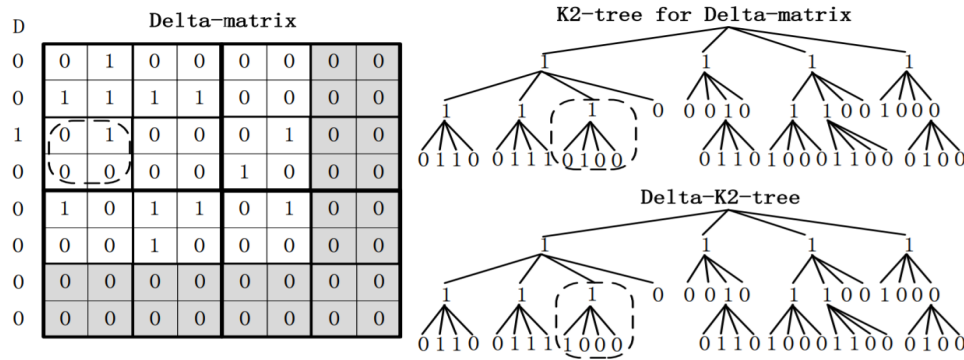 Delta-matrix
D
0 0 1 0 0 0 0 0 0
0 1 1 1 1 0 0 0 0
1 0 1 0 0 0 1 0 0
0 0 0 0 0 1 0 0 0
0 1 0 1 1 0 1 0 0
0 0 0 1 0 0 0 0 0
0 0 0 0 0 0 0 0 0
0 0 0 0 0 0 0 0 0
K2-tree for Delta-matrix
1 1 1 1
1 1 1 0 0 0 1 0 1 1 0 0 1 0 0 0
0 1 1 0 0 1 1 1 0 1 0 0 0 1 1 0 1 0 0 0 1 1 0 0 0 1 0 0
Delta-K2-tree
1 1 1 1
1 1 1 0 0 0 1 0 1 1 0 0 1 0 0 0
0 1 1 0 0 1 1 1 1 0 0 0 0 1 1 0 1 0 0 0 1 1 0 0 0 1 0 0